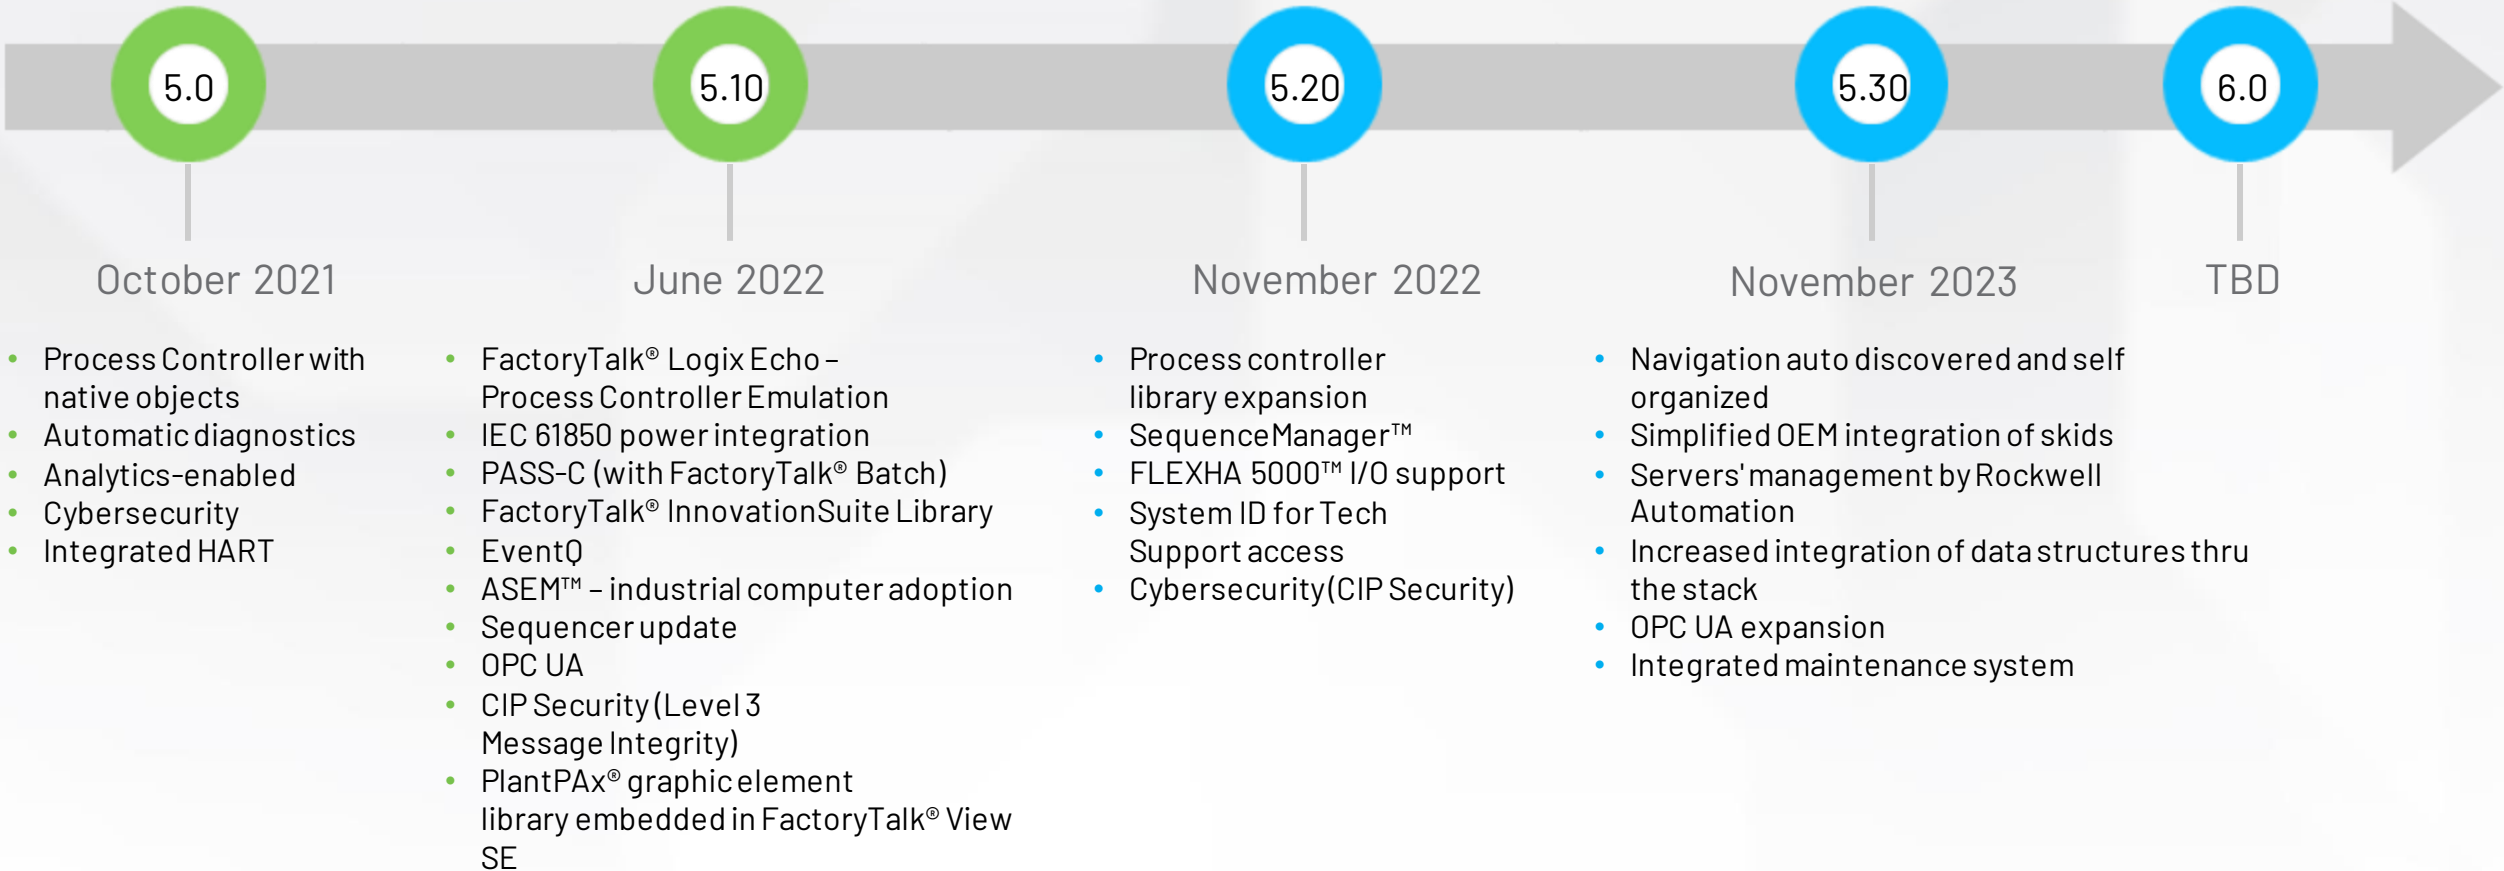 5.0
5.10
5.20
5.30
6.0
October 2021
June 2022
November 2022
November 2023
TBD
• Process Controller with
native objects
• Automatic diagnostics
• Analytics-enabled
• Cybersecurity
• Integrated HART
• FactoryTalk® Logix Echo –
Process Controller Emulation
• IEC 61850 power integration
• PASS-C (with FactoryTalk® Batch)
• FactoryTalk® InnovationSuite Library
• EventQ
• ASEM™ – industrial computer adoption
• Sequencer update
• OPC UA
• CIP Security (Level 3
Message Integrity)
• PlantPAx® graphic element
library embedded in FactoryTalk® View
SE
• Process controller
library expansion
• SequenceManager™
• FLEXHA 5000™ I/O support
• System ID for Tech
Support access
• Cybersecurity (CIP Security)
• Navigation auto discovered and self
organized
• Simplified OEM integration of skids
• Servers' management by Rockwell
Automation
• Increased integration of data structures thru
the stack
• OPC UA expansion
• Integrated maintenance system